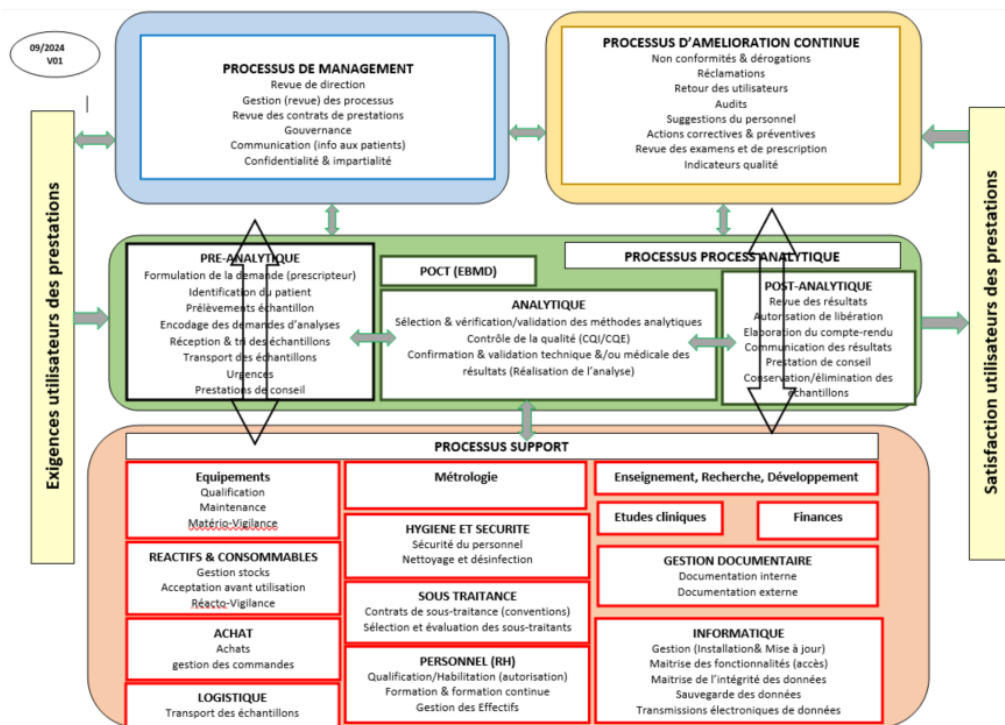 09/2024
V01
Exigences utilisateurs des prestations
PROCESSUS DE MANAGEMENT
Revue de direction
Gestion (revue) des processus
Revue des contrats de prestations
Gouvernance
Communication (info aux patients)
Confidentialité & impartialité
PROCESSUS D'AMELIORATION CONTINUE
Non conformités & dérogations
Réclamations
Retour des utilisateurs
Audits
Suggestions du personnel
Actions correctives & préventives
Revue des examens et de prescription
Indicateurs qualité
Satisfaction utilisateurs des prestations
PROCESSUS PROCESS ANALYTIQUE
PRE-ANALYTIQUE
Formulation de la demande (prescripteur)
Identification du patient
Prélèvements échantillon
Encodage des demandes d'analyses
Réception & tri des échantillons
Transport des échantillons
Urgences
Prestations de conseil
POCT (EBMD)
ANALYTIQUE
Sélection & vérification/validation des méthodes analytiques
Contrôle de la qualité (CQI/CQE)
Confirmation & validation technique &/ou médicale des
résultats (Réalisation de l'analyse)
POST-ANALYTIQUE
Revue des résultats
Autorisation de libération
Elaboration du compte-rendu
Communication des résultats
Prestation de conseil
Conservation/élimination des
échantillons
PROCESSUS SUPPORT
Equipements
Qualification
Maintenance
Matério-Vigilance
REACTIFS & CONSOMMABLES
Gestion stocks
Acceptation avant utilisation
Réacto-Vigilance
ACHAT
Achats
gestion des commandes
LOGISTIQUE
Transport des échantillons
Métrologie
HYGIENE ET SECURITE
Sécurité du personnel
Nettoyage et désinfection
SOUS TRAITANCE
Contrats de sous-traitance (conventions)
Sélection et évaluation des sous-traitants
PERSONNEL (RH)
Qualification/Habilitation (autorisation)
Formation & formation continue
Gestion des Effectifs
Enseignement, Recherche, Développement
Etudes cliniques
Finances
GESTION DOCUMENTAIRE
Documentation interne
Documentation externe
INFORMATIQUE
Gestion (Installation& Mise à jour)
Maitrise des fonctionnalités (accès)
Maitrise de l'intégrité des données
Sauvegarde des données
Transmissions électroniques de données